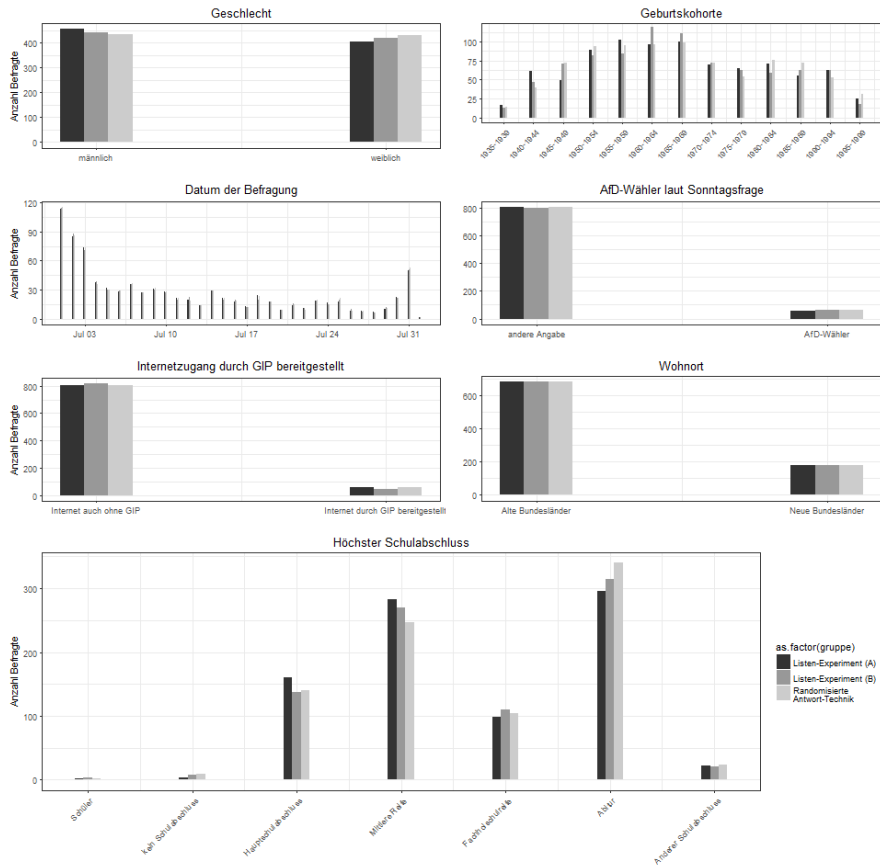 Geschlecht
Anzahl Befragte
400
300
200
100
0
männlich
weiblich
Geburtskohorte
100
75
50
25
0
1935-1939
1940-1944
1945-1949
1950-1954
1955-1959
1960-1964
1965-1969
1970-1974
1975-1979
1980-1984
1985-1989
1990-1994
1995-1999
Datum der Befragung
Anzahl Befragte
120
90
60
30
0
Jul 03
Jul 10
Jul 17
Jul 24
Jul 31
AfD-Wähler laut Sonntagsfrage
800
600
400
200
0
andere Angabe
AfD-Wähler
Internetzugang durch GIP bereitgestellt
Anzahl Befragte
800
600
400
200
0
Internet auch ohne GIP
Internet durch GIP bereitgestellt
Wohnort
600
400
200
0
Alte Bundesländer
Neue Bundesländer
Höchster Schulabschluss
Anzahl Befragte
300
200
100
0
Schüler
kein Schulabschluss
Hauptschulabschluss
Mittlere Reife
Fachhochschulreife
Abitur
Anderer Schulabschluss
as.factor(gruppe)
Listen-Experiment (A)
Listen-Experiment (B)
Randomisierte
Antwort-Technik